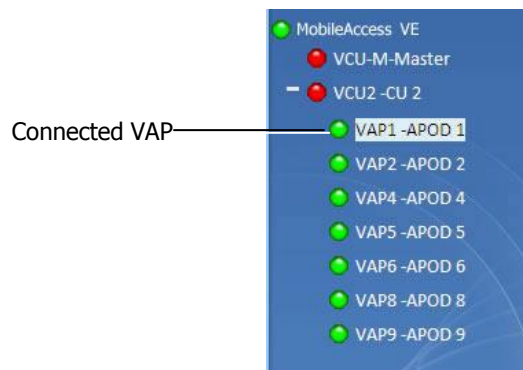 MobileAccess VE
VCU-M-Master
VCU2 -CU 2
Connected VAP
VAP1 -APOD 1
VAP2 -APOD 2
VAP4 -APOD 4
VAP5 -APOD 5
VAP6 -APOD 6
VAP8 -APOD 8
VAP9 -APOD 9